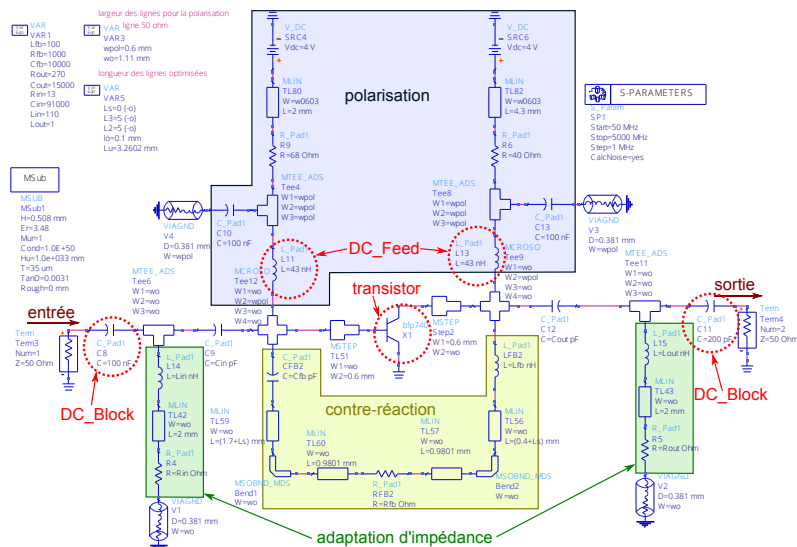 largeur des lignes pour la polarisation
Var Eqn
VAR
VAR1
Lfb=100
Rfb=1000
Cfb=10000
Rout=270
Cout=15000
Rin=13
Cin=91000
Lin=110
Lout=1
Var Eqn
VAR
ligne 50 ohm
VAR3
wpol=0.6 mm
wo=1.11 mm
longueur des lignes optimisées
Var Eqn
VAR
VAR5
Ls=0 {-o}
L3=5 {-o}
L2=5 {-o}
lo=0.1 mm
Lu=3.2602 mm
MSub
MSUB
MSub1
H=0.508 mm
Er=3.48
Mur=1
Cond=1.0E+50
Hu=1.0e+033 mm
T=35 um
TanD=0.0031
Rough=0 mm
V_DC
SRC4
Vdc=4 V
V_DC
SRC6
Vdc=4 V
polarisation
MLIN
TL80
W=w0603
L=2 mm
MLIN
TL82
W=w0603
L=4.3 mm
S-PARAMETERS
S_Param
SP1
Start=50 MHz
Stop=5000 MHz
Step=1 MHz
CalcNoise=yes
R_Pad1
R9
R=68 Ohm
R_Pad1
R6
R=40 Ohm
MTEE_ADS
Tee4
W1=wpol
W2=wpol
W3=wpol
MTEE_ADS
Tee8
W1=wpol
W2=wpol
W3=wpol
VIAGND
V4
D=0.381 mm
W=wpol
C_Pad1
C10
C=100 nF
C_Pad1
C13
C=100 nF
VIAGND
V3
D=0.381 mm
W=wpol
L_Pad1
L11
L=43 nH
DC_Feed
L_Pad1
L13
L=43 nH
MCROSO
Tee12
W1=wo
W2=wpol
W3=wo
W4=wo
MCROSO
Tee9
W1=wo
W2=wpol
W3=wo
W4=wo
MTEE_ADS
Tee6
W1=wo
W2=wo
W3=wo
MTEE_ADS
Tee11
W1=wo
W2=wo
W3=wo
transistor
entrée
sortie
Term
Term3
Num=1
Z=50 Ohm
C_Pad1
C8
C=100 nF
C_Pad1
C9
C=Cin pF
MSTEP
TL51
W1=wo
W2=0.6 mm
bfp740
X1
MSTEP
Step2
W1=0.6 mm
W2=wo
C_Pad1
C12
C=Cout pF
C_Pad1
C11
C=200 pF
Term
Term4
Num=2
Z=50 Ohm
DC_Block
DC_Block
L_Pad1
L14
L=Lin nH
MLIN
TL42
W=wo
L=2 mm
R_Pad1
R4
R=Rin Ohm
VIAGND
V1
D=0.381 mm
W=wo
C_Pad1
CFB2
C=Cfb pF
L_Pad1
LFB2
L=Lfb nH
contre-réaction
MLIN
TL59
W=wo
L=(1.7+Ls) mm
MLIN
TL60
W=wo
L=0.9801 mm
MLIN
TL57
W=wo
L=0.9801 mm
MLIN
TL56
W=wo
L=(0.4+Ls) mm
MSOBND_MDS
Bend1
W=wo
R_Pad1
RFB2
R=Rfb Ohm
MSOBND_MDS
Bend2
W=wo
L_Pad1
L15
L=Lout nH
MLIN
TL43
W=wo
L=2 mm
R_Pad1
R5
R=Rout Ohm
VIAGND
V2
D=0.381 mm
W=wo
adaptation d'impédance